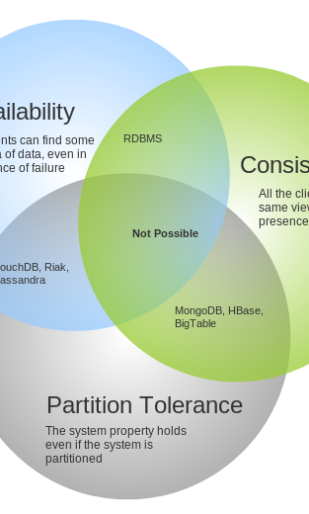 ailability
nts can find some
of data, even in
nce of failure
RDBMS
Consis
All the clie
same view
presence
Not Possible
ouchDB, Riak,
assandra
MongoDB, HBase,
BigTable
Partition Tolerance
The system property holds
even if the system is
partitioned